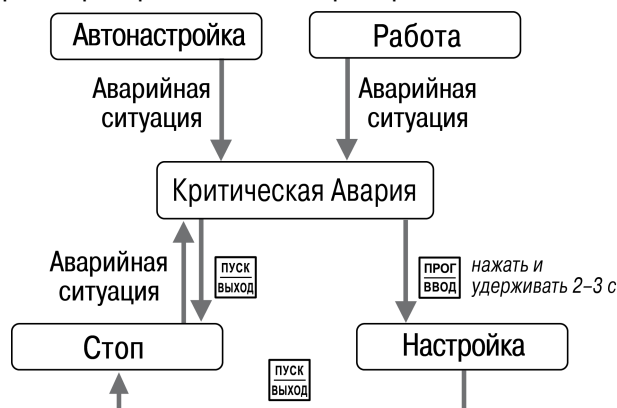 Автонастройка
Работа
Аварийная
ситуация
Аварийная
ситуация
Критическая Авария
Аварийная
ситуация
ПУСК
ВЫХОД
ПРОГ
ВВОД
нажать и
удерживать 2–3 с
Стоп
Настройка
ПУСК
ВЫХОД